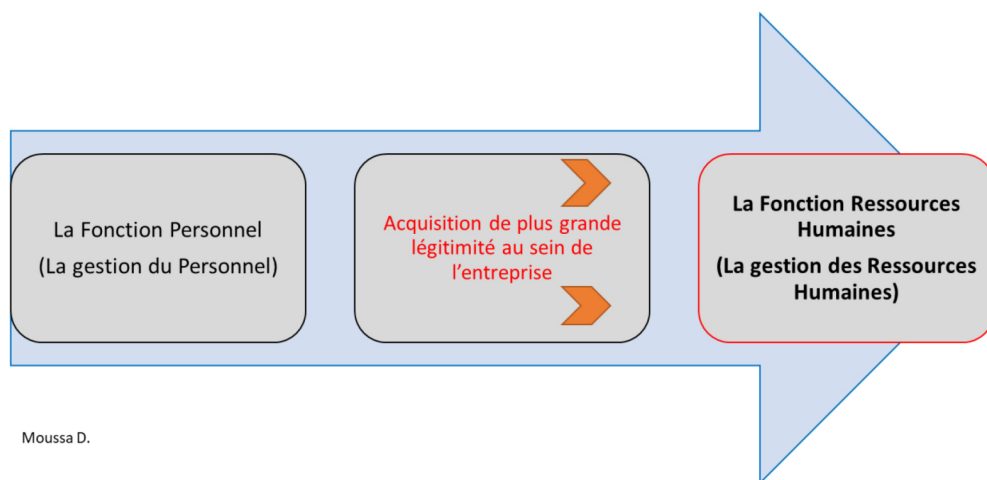 La Fonction Personnel
(La gestion du Personnel)
Acquisition de plus grande
légitimité au sein de
l’entreprise
La Fonction Ressources
Humaines
(La gestion des Ressources
Humaines)
Moussa D.